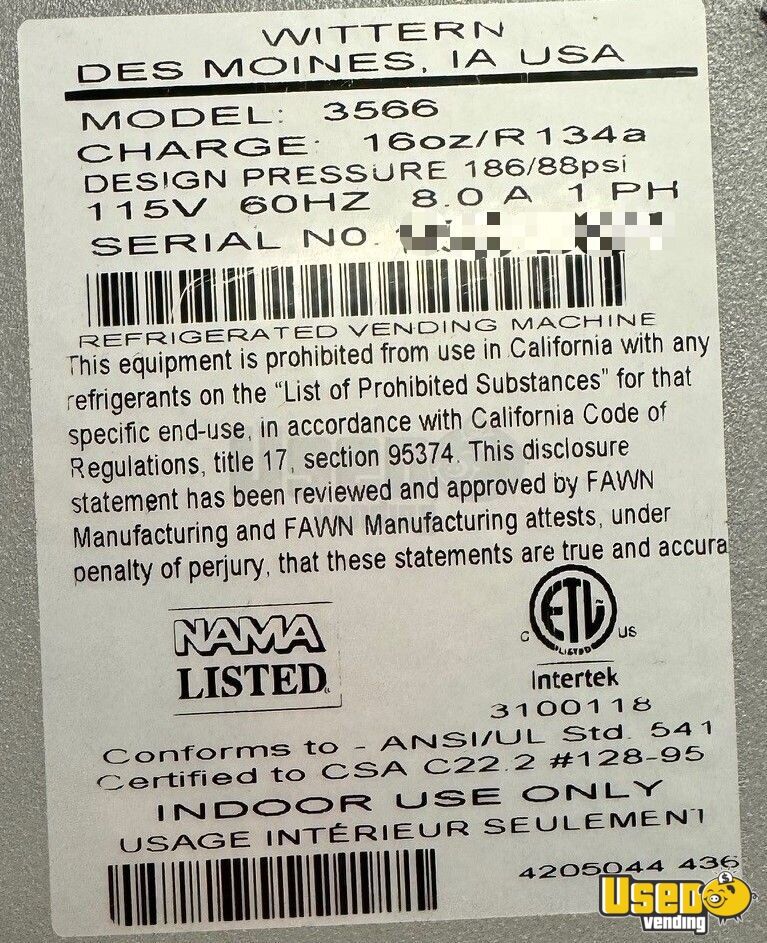 WITTERN
DES MOINES, IA USA
MODEL: 3566
CHARGE: 16oz/R134a
DESIGN PRESSURE 186/88psi
115V 60HZ 8.0 A 1 PH
SERIAL NO.
REFRIGERATED VENDING MACHINE
This equipment is prohibited from use in California with any
refrigerants on the “List of Prohibited Substances” for that
specific end-use, in accordance with California Code of
Regulations, title 17, section 95374. This disclosure
statement has been reviewed and approved by FAWN
Manufacturing and FAWN Manufacturing attests, under
penalty of perjury, that these statements are true and accura
NAMA
LISTED
C ETL US
LISTED
Intertek
3100118
Conforms to - ANSI/UL Std. 541
Certified to CSA C22.2 #128-95
INDOOR USE ONLY
USAGE INTÉRIEUR SEULEMENT
4205044 436
Used
vending